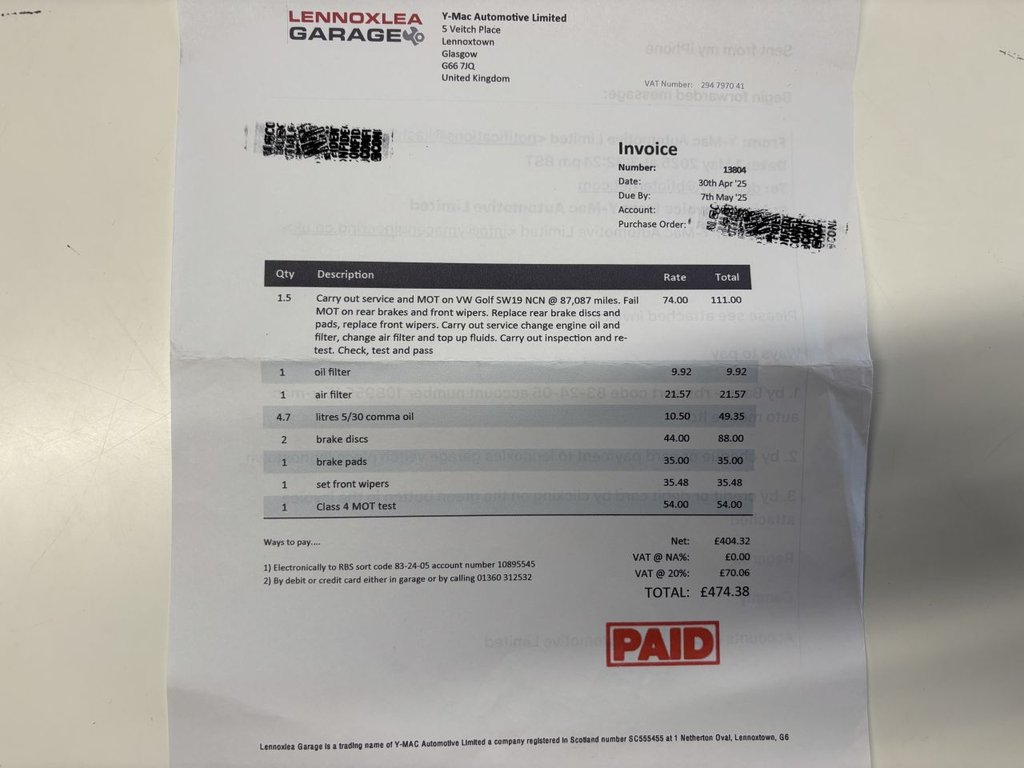 LENNOXLEA
GARAGE
Y-Mac Automotive Limited
5 Veitch Place
Lennoxtown
Glasgow
G66 7JQ
United Kingdom
VAT Number: 294 7970 41
Invoice
Number: 13804
Date: 30th Apr '25
Due By: 7th May '25
Account:
Purchase Order:
Qty Description Rate Total
1.5 Carry out service and MOT on VW Golf SW19 NCN @ 87,087 miles. Fail 74.00 111.00
MOT on rear brakes and front wipers. Replace rear brake discs and
pads, replace front wipers. Carry out service change engine oil and
filter, change air filter and top up fluids. Carry out inspection and re-
test. Check, test and pass
1 oil filter 9.92 9.92
1 air filter 21.57 21.57
4.7 litres 5/30 comma oil 10.50 49.35
2 brake discs 44.00 88.00
1 brake pads 35.00 35.00
1 set front wipers 35.48 35.48
1 Class 4 MOT test 54.00 54.00
Ways to pay....
1) Electronically to RBS sort code 83-24-05 account number 10895545
2) By debit or credit card either in garage or by calling 01360 312532
Net: £404.32
VAT @ NA%: £0.00
VAT @ 20%: £70.06
TOTAL: £474.38
PAID
Lennoxlea Garage is a trading name of Y-MAC Automotive Limited a company registered in Scotland number SC555455 at 1 Netherton Oval, Lennoxtown, G6